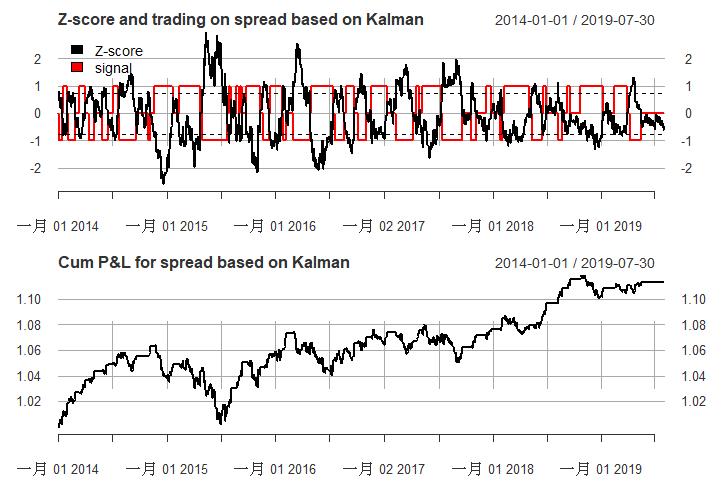 Z-score and trading on spread based on Kalman 2014-01-01 / 2019-07-30
Z-score
signal
2 2
1 1
0 0
-1 -1
-2 -2
一月 01 2014 一月 01 2015 一月 01 2016 一月 02 2017 一月 01 2018 一月 01 2019
Cum P&L for spread based on Kalman 2014-01-01 / 2019-07-30
1.10 1.10
1.08 1.08
1.06 1.06
1.04 1.04
1.02 1.02
一月 01 2014 一月 01 2015 一月 01 2016 一月 02 2017 一月 01 2018 一月 01 2019